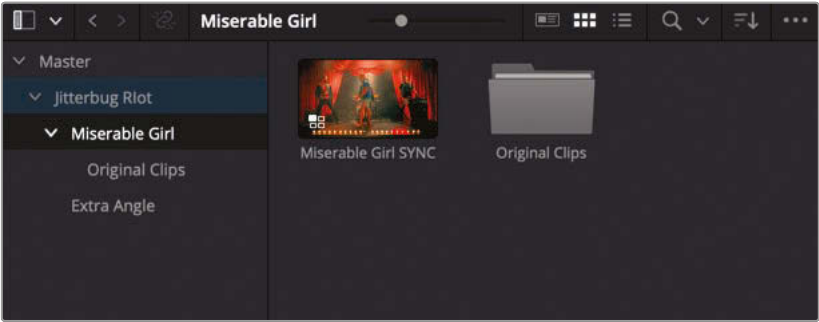 Miserable Girl
Master
Jitterbug RIot
Miserable Girl
Original Clips
Extra Angle
Miserable Girl SYNC
Original Clips